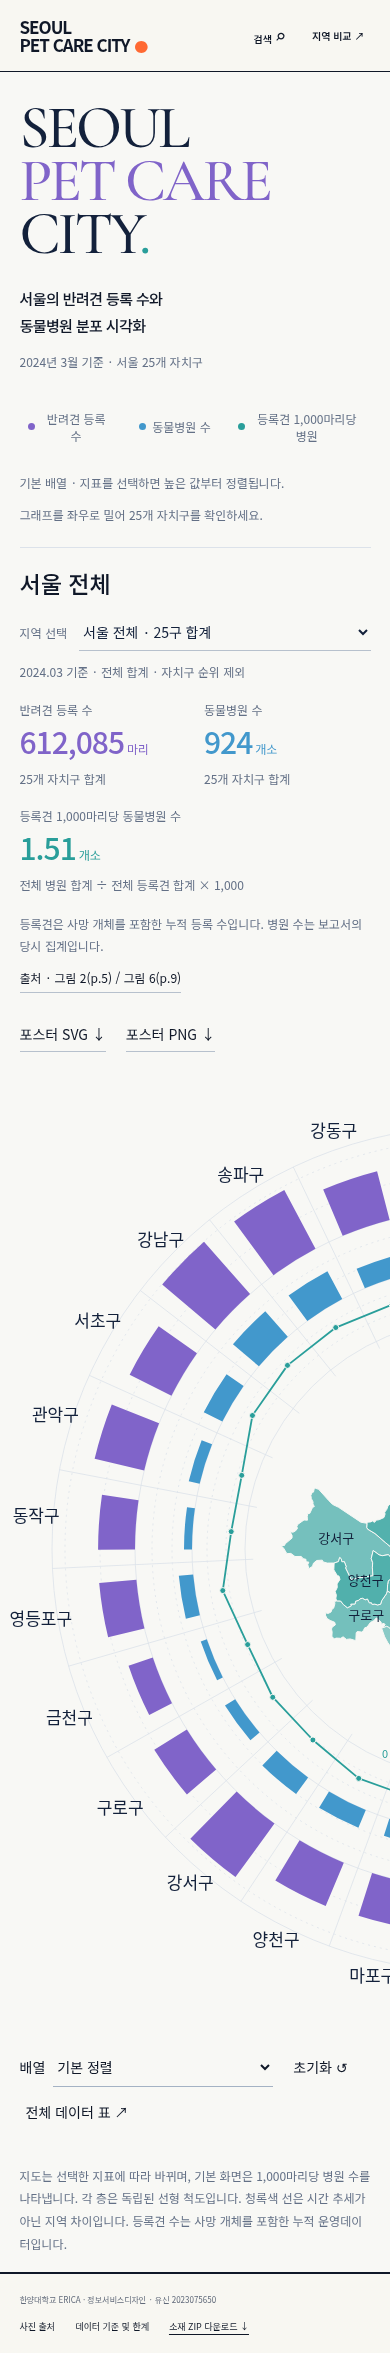 SEOUL
PET CARE CITY
검색 ⌕
지역 비교 ↗
SEOUL
PET CARE
CITY.
서울의 반려견 등록 수와
동물병원 분포 시각화
2024년 3월 기준 · 서울 25개 자치구
반려견 등록
수
동물병원 수
등록견 1,000마리당
병원
기본 배열 · 지표를 선택하면 높은 값부터 정렬됩니다.
그래프를 좌우로 밀어 25개 자치구를 확인하세요.
서울 전체
지역 선택
서울 전체 · 25구 합계
2024.03 기준 · 전체 합계 · 자치구 순위 제외
반려견 등록 수
612,085 마리
25개 자치구 합계
동물병원 수
924 개소
25개 자치구 합계
등록견 1,000마리당 동물병원 수
1.51 개소
전체 병원 합계 ÷ 전체 등록견 합계 × 1,000
등록견은 사망 개체를 포함한 누적 등록 수입니다. 병원 수는 보고서의
당시 집계입니다.
출처 · 그림 2(p.5) / 그림 6(p.9)
포스터 SVG ↓
포스터 PNG ↓
강동구
송파구
강남구
서초구
관악구
동작구
영등포구
금천구
구로구
강서구
양천구
마포구
강서구
양천구
구로구
0
배열
기본 정렬
초기화 ↺
전체 데이터 표 ↗
지도는 선택한 지표에 따라 바뀌며, 기본 화면은 1,000마리당 병원 수를
나타냅니다. 각 층은 독립된 선형 척도입니다. 청록색 선은 시간 추세가
아닌 지역 차이입니다. 등록견 수는 사망 개체를 포함한 누적 운영데이
터입니다.
한양대학교 ERICA · 정보서비스디자인 · 유신 2023075650
사진 출처
데이터 기준 및 한계
소재 ZIP 다운로드 ↓